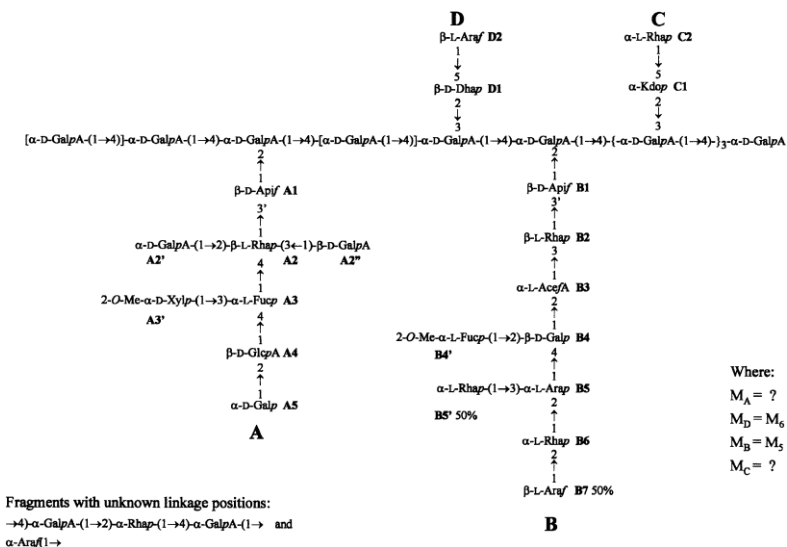 D
C
β-L-Araf D2
α-L-Rhap C2
1
1
↓
↓
5
5
β-D-Dhap D1
α-Kdop C1
2
2
↓
↓
3
3
[α-D-GalpA-(1→4)]-α-D-GalpA-(1→4)-α-D-GalpA-(1→4)-[α-D-GalpA-(1→4)]-α-D-GalpA-(1→4)-α-D-GalpA-(1→4)-{-α-D-GalpA-(1→4)-}3-α-D-GalpA
2
2
↑
↑
1
1
β-D-Apif A1
β-D-Apif B1
3'
3'
↑
↑
1
1
α-D-GalpA-(1→2)-β-L-Rhap-(3←1)-β-D-GalpA
β-L-Rhap B2
A2' A2 A2"
3
4
↑
↑
1
1
α-L-AcefA B3
2-O-Me-α-D-Xylp-(1→3)-α-L-Fucp A3
2
A3'
↑
4
1
↑
2-O-Me-α-L-Fucp-(1→2)-β-D-Galp B4
1
B4'
β-D-GlcpA A4
4
2
↑
↑
1
1
α-L-Rhap-(1→3)-α-L-Arap B5
α-D-Galp A5
B5' 50%
2
A
↑
1
α-L-Rhap B6
2
↑
1
β-L-Araf B7 50%
B
Where:
MA = ?
MD = M6
MB = M5
MC = ?
Fragments with unknown linkage positions:
→4)-α-GalpA-(1→2)-α-Rhap-(1→4)-α-GalpA-(1→ and
α-Araf[1→